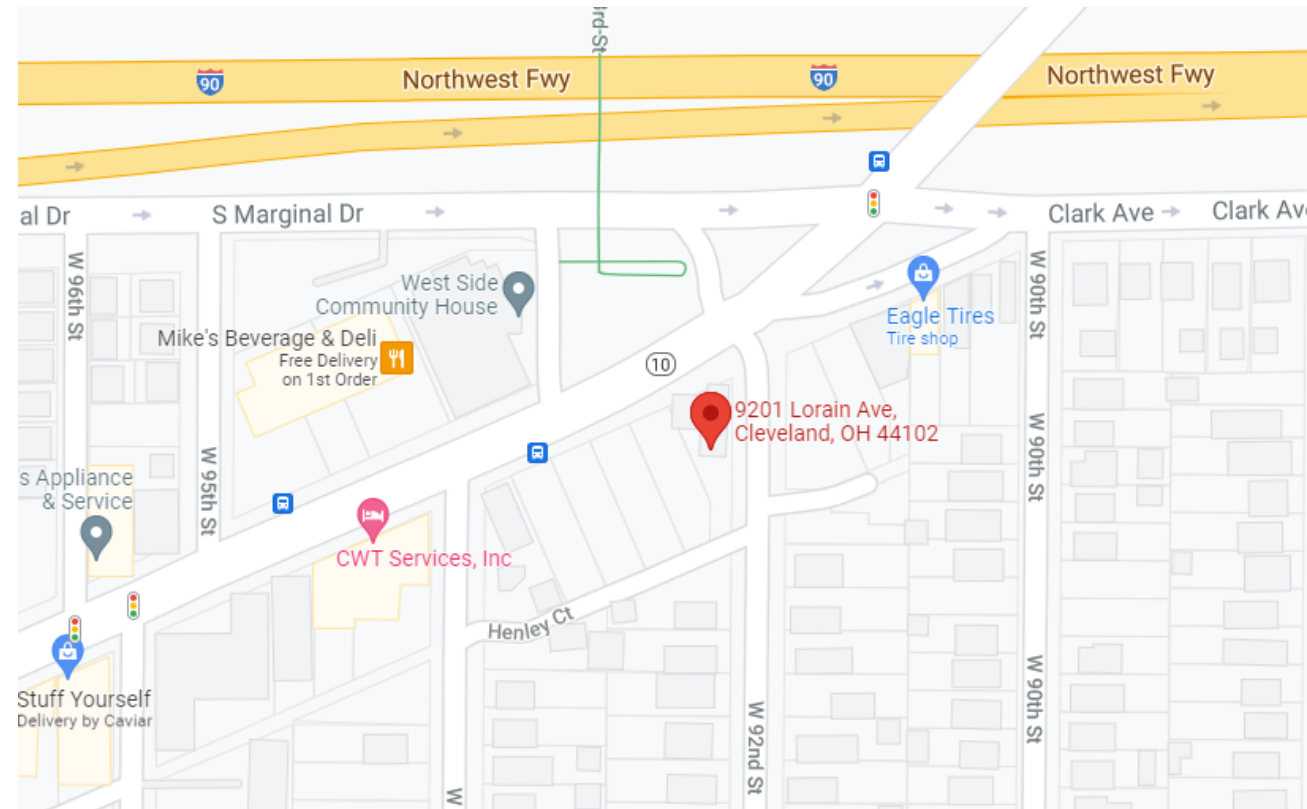 rd St
90
Northwest Fwy
90
Northwest Fwy
al Dr
S Marginal Dr
Clark Ave
Clark Av
W 96th St
West Side
Community House
W 90th St
Mike's Beverage & Deli
Free Delivery
on 1st Order
Eagle Tires
Tire shop
10
9201 Lorain Ave,
Cleveland, OH 44102
W 95th St
W 90th St
s Appliance
& Service
CWT Services, Inc
Henley Ct
Stuff Yourself
Delivery by Caviar
W 92nd St
W 90th St
W